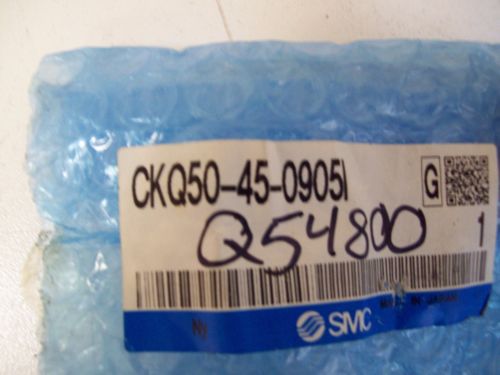 CKQ50-45-0905I
G
Q54800
1
MADE IN JAPAN
SMC